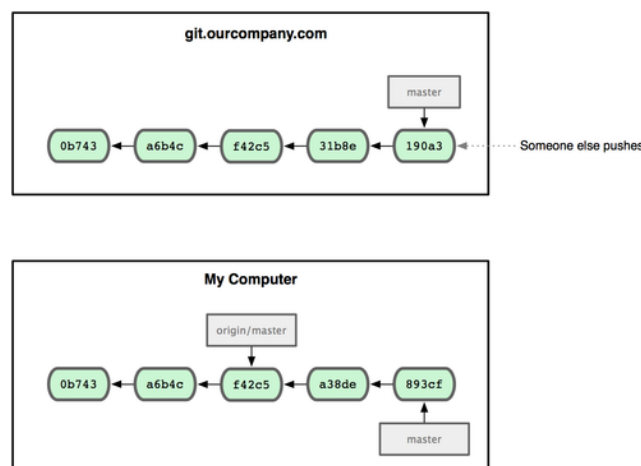 git.ourcompany.com
master
0b743
a6b4c
f42c5
31b8e
190a3
Someone else pushes
My Computer
origin/master
0b743
a6b4c
f42c5
a38de
893cf
master